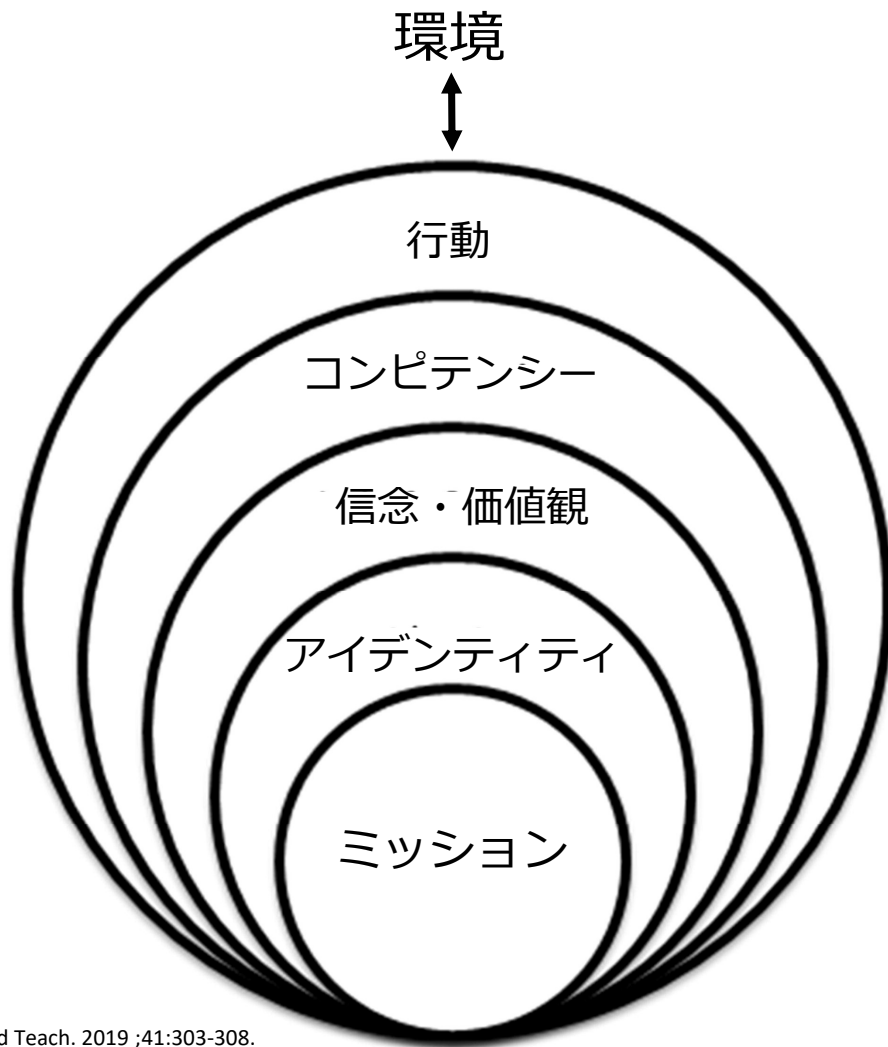 環境
行動
コンピテンシー
信念・価値観
アイデンティティ
ミッション
d Teach. 2019 ;41:303-308.